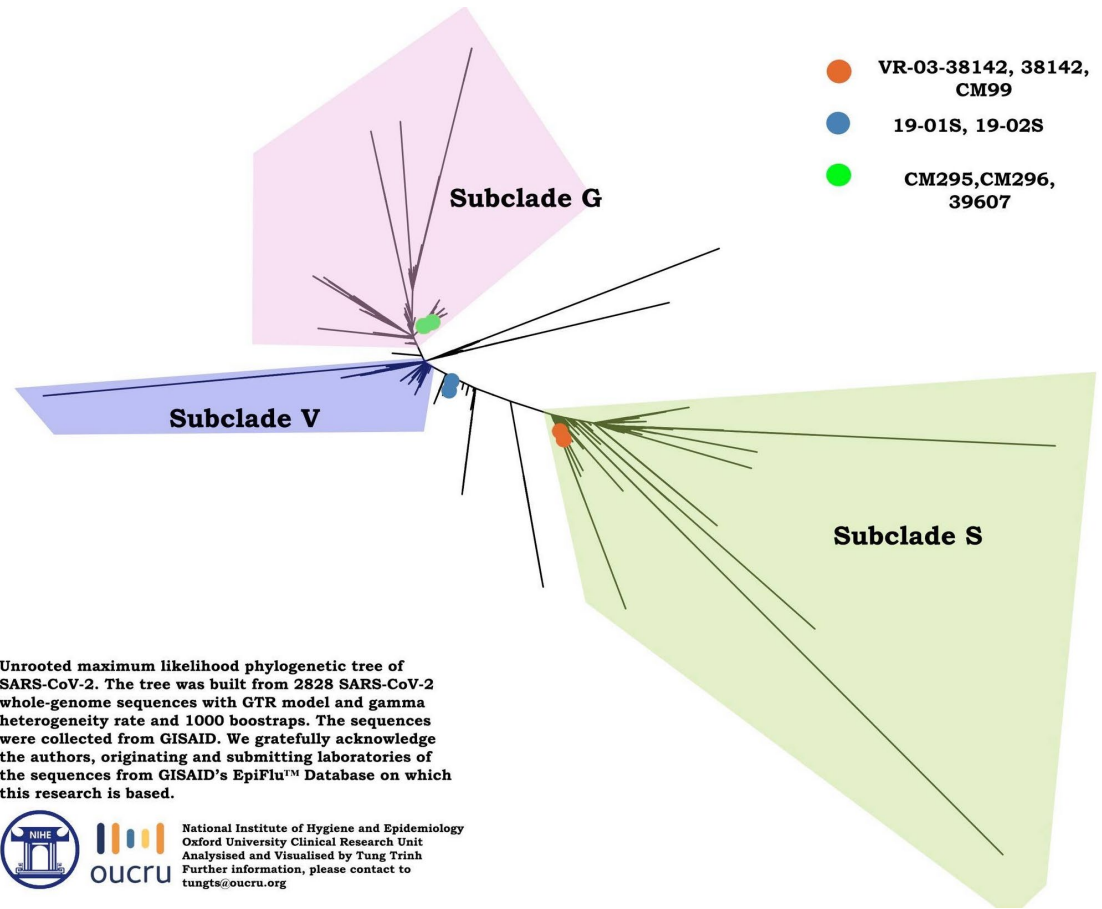 VR-03-38142, 38142,
CM99
19-01S, 19-02S
CM295,CM296,
39607
Subclade G
Subclade V
Subclade S
Unrooted maximum likelihood phylogenetic tree of
SARS-CoV-2. The tree was built from 2828 SARS-CoV-2
whole-genome sequences with GTR model and gamma
heterogeneity rate and 1000 boostraps. The sequences
were collected from GISAID. We gratefully acknowledge
the authors, originating and submitting laboratories of
the sequences from GISAID's EpiFlu™ Database on which
this research is based.
NIHE
oucru
National Institute of Hygiene and Epidemiology
Oxford University Clinical Research Unit
Analysised and Visualised by Tung Trinh
Further information, please contact to
tungts@oucru.org